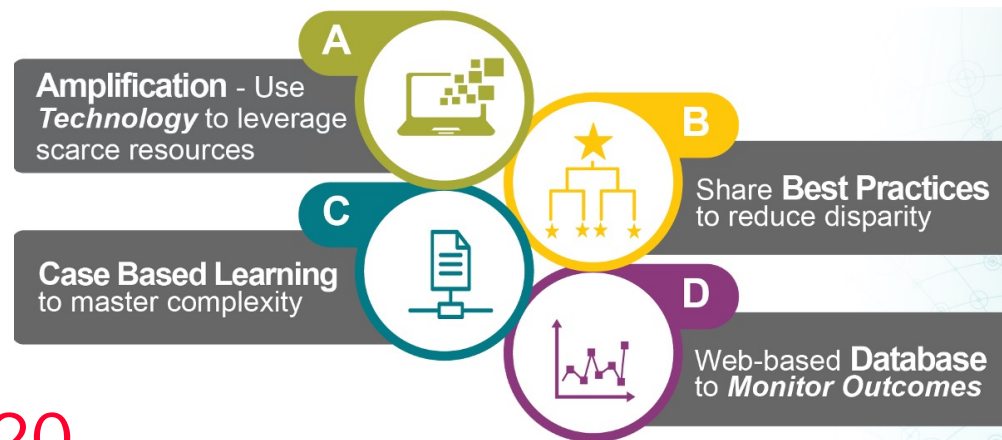 A
Amplification - Use
Technology to leverage
scarce resources
B
Share Best Practices
to reduce disparity
C
Case Based Learning
to master complexity
D
Web-based Database
to Monitor Outcomes
20